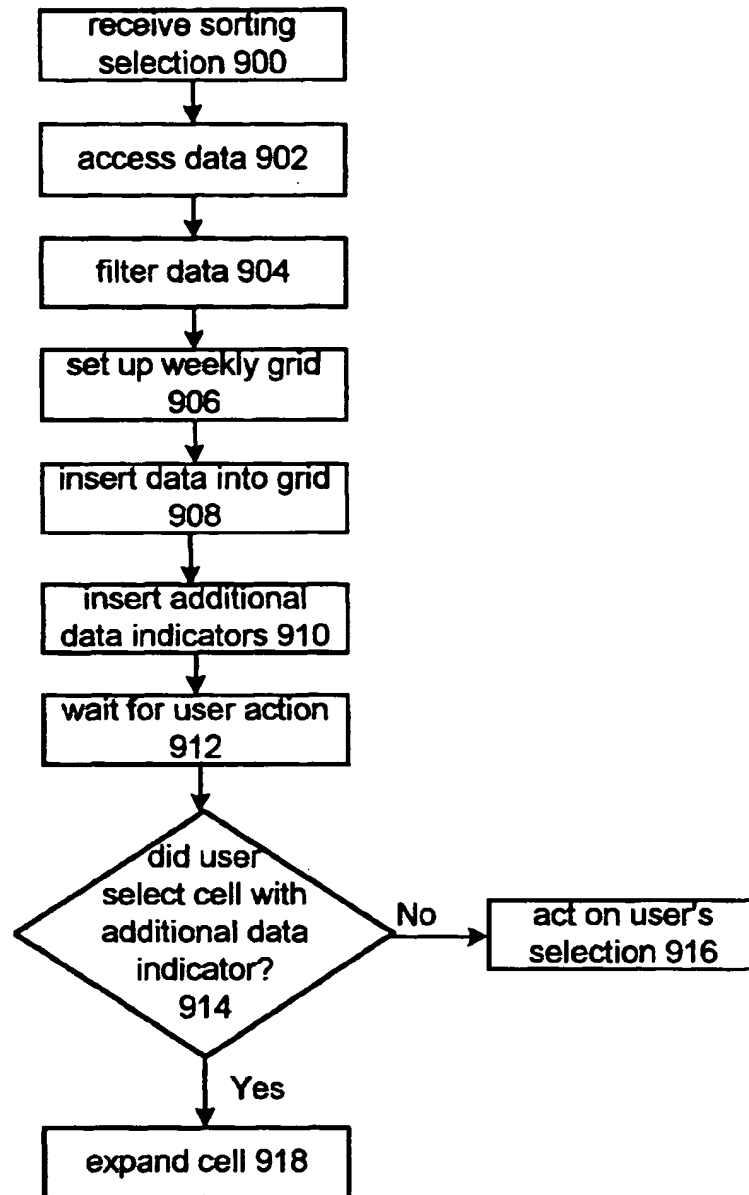 receive sorting
selection 900
access data 902
filter data 904
set up weekly grid
906
insert data into grid
908
insert additional
data indicators 910
wait for user action
912
did user
select cell with
additional data
indicator?
914
No
act on user's
selection 916
Yes
expand cell 918